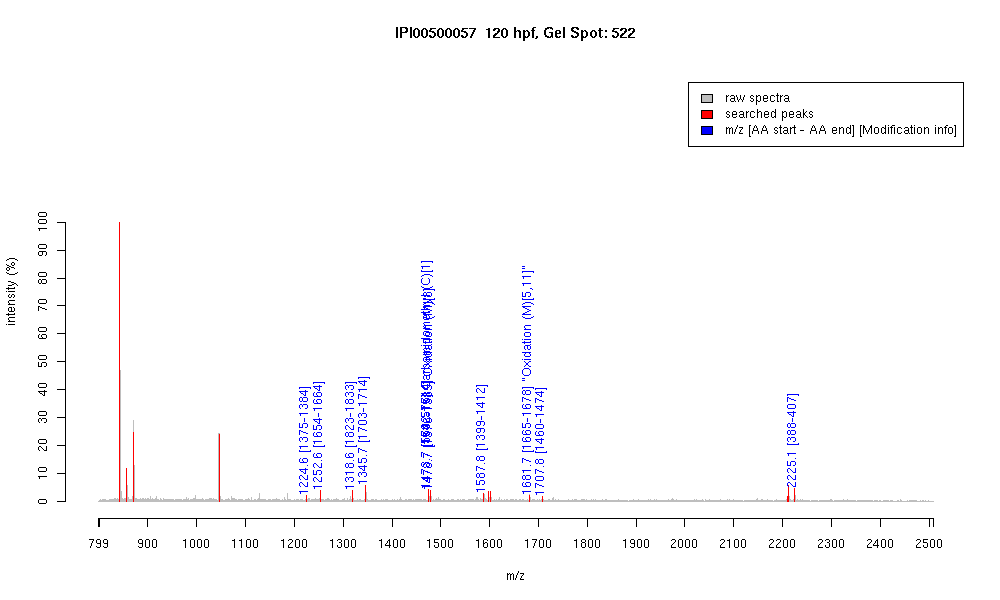 IPI00500057 120 hpf, Gel Spot: 522
raw spectra
searched peaks
m/z [AA start - AA end] [Modification info]
intensity (%)
100
90
80
70
60
50
40
30
20
10
0
1224.6 [1375-1384]
1252.6 [1654-1664]
1318.6 [1823-1833]
1345.7 [1703-1714]
1587.8 [1399-1412]
1681.7 [1665-1678] "Oxidation (M)[5,11]"
1707.8 [1460-1474]
2225.1 [388-407]
799 900 1000 1100 1200 1300 1400 1500 1600 1700 1800 1900 2000 2100 2200 2300 2400 2500
m/z